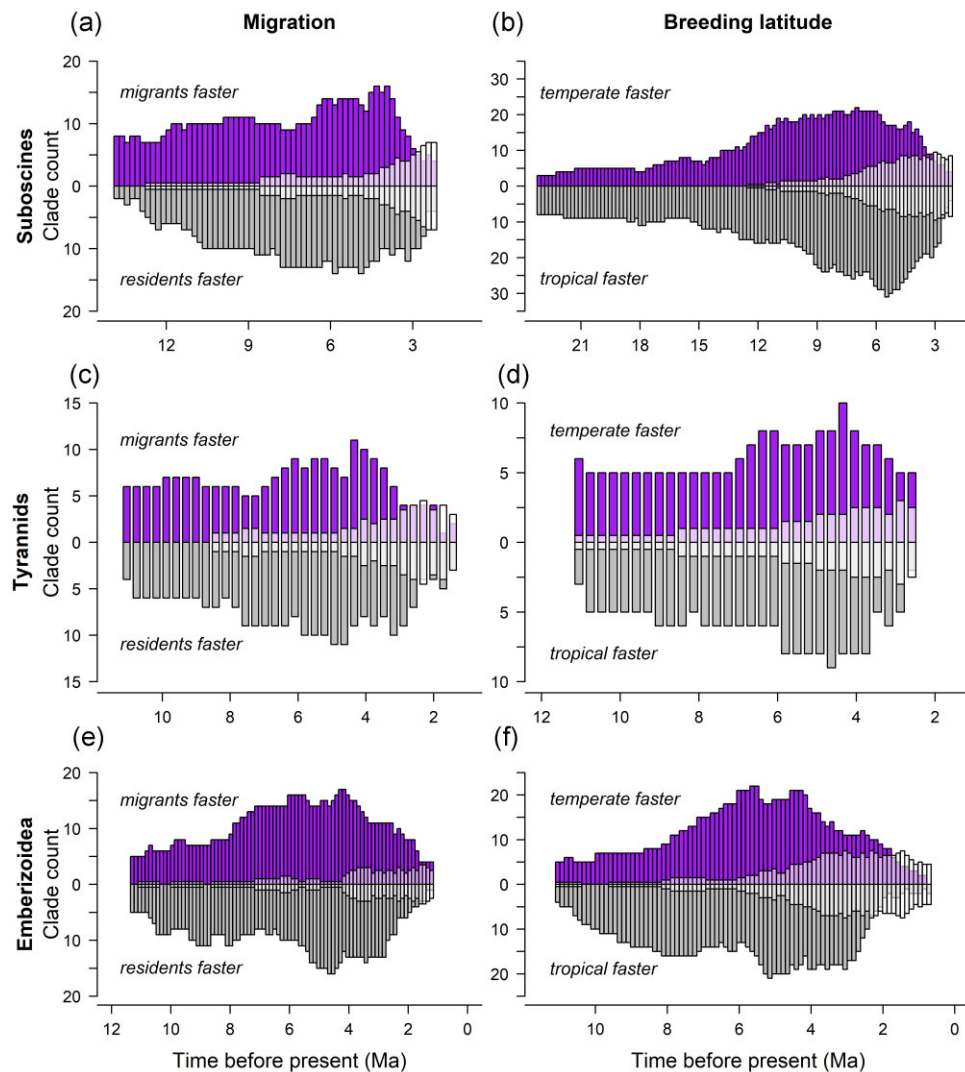 (a) Migration
(b) Breeding latitude
Suboscines
Clade count
20
10
0
10
20
migrants faster
residents faster
12 9 6 3
30
20
10
0
10
20
30
temperate faster
tropical faster
21 18 15 12 9 6 3
(c)
Tyrannids
Clade count
15
10
5
0
5
10
15
migrants faster
residents faster
10 8 6 4 2
(d)
10
5
0
5
10
temperate faster
tropical faster
12 10 8 6 4 2
(e)
Emberizoidea
Clade count
20
10
0
10
20
migrants faster
residents faster
12 10 8 6 4 2 0
Time before present (Ma)
(f)
20
10
0
10
20
temperate faster
tropical faster
10 8 6 4 2 0
Time before present (Ma)